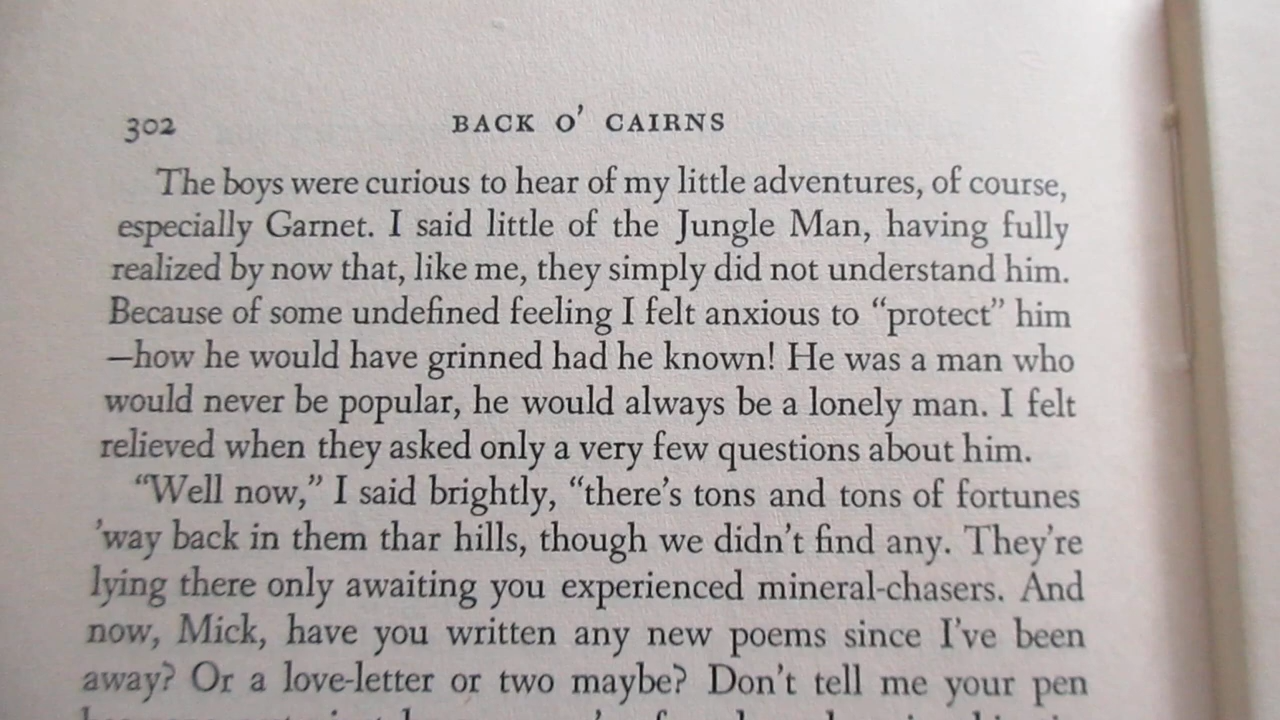 302 BACK O' CAIRNS
The boys were curious to hear of my little adventures, of course,
especially Garnet. I said little of the Jungle Man, having fully
realized by now that, like me, they simply did not understand him.
Because of some undefined feeling I felt anxious to “protect” him
—how he would have grinned had he known! He was a man who
would never be popular, he would always be a lonely man. I felt
relieved when they asked only a very few questions about him.
“Well now,” I said brightly, “there’s tons and tons of fortunes
’way back in them thar hills, though we didn’t find any. They’re
lying there only awaiting you experienced mineral-chasers. And
now, Mick, have you written any new poems since I’ve been
away? Or a love-letter or two maybe? Don’t tell me your pen